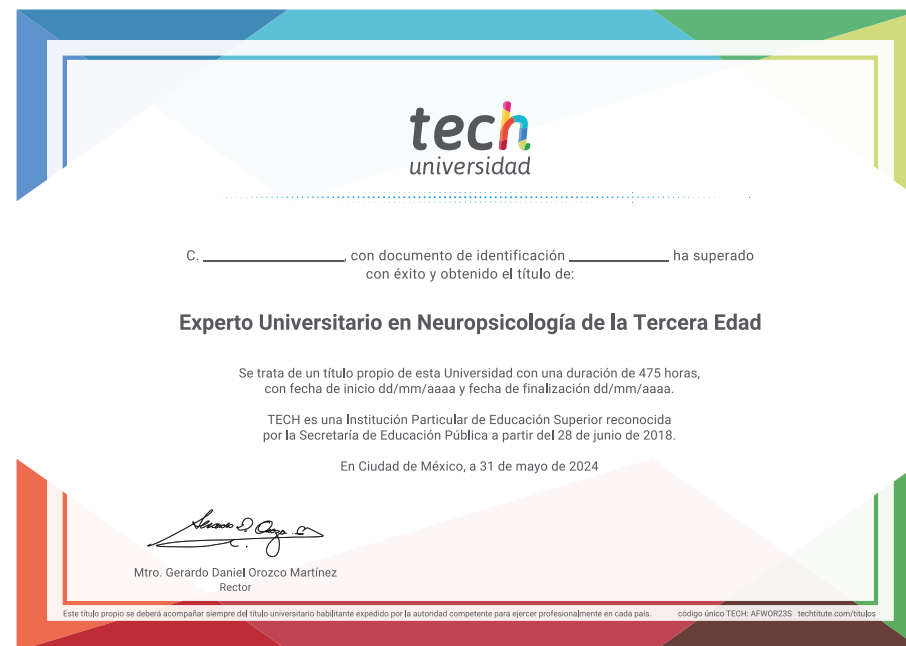 tech
universidad
C. ____________, con documento de identificación ____________ ha superado
con éxito y obtenido el título de:
Experto Universitario en Neuropsicología de la Tercera Edad
Se trata de un título propio de esta Universidad con una duración de 475 horas,
con fecha de inicio dd/mm/aaaa y fecha de finalización dd/mm/aaaa.
TECH es una Institución Particular de Educación Superior reconocida
por la Secretaría de Educación Pública a partir del 28 de junio de 2018.
En Ciudad de México, a 31 de mayo de 2024
Mtro. Gerardo Daniel Orozco Martínez
Rector
Este título propio se deberá acompañar siempre del título universitario habilitante expedido por la autoridad competente para ejercer profesionalmente en cada país. código único TECH: AFWOR23S techtitute.com/titulos